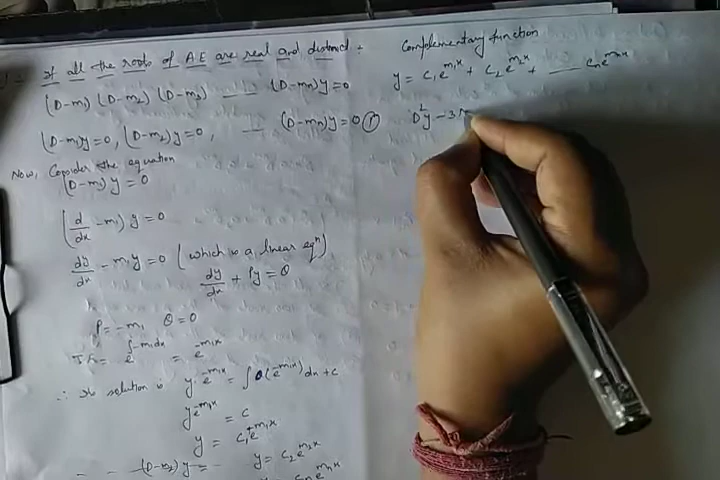 If all the roots of AE are real and distinct :
(D-m₁) (D-m₂) (D-m₃) —— (D-mn)y=0
(D-m₁)y=0, (D-m₂)y=0, —— (D-mn)y=0
Now, Consider the equation
(D-m₁)y=0
(d/dx - m₁) y=0
dy/dx - m₁y=0 (which is a linear eqⁿ)
dy/dx + Py=Q
P=-m₁ Q=0
IF= e^∫-m₁dx = e^-m₁x
∴ The solution is y.e^-m₁x = ∫0(e^-m₁x)dx+c
ye^-m₁x = c
y = c₁e^m₁x
(D-m₂)y= y=c₂e^m₂x
Complementary function
y = c₁e^m₁x + c₂e^m₂x + —— cₙe^mnx
D²y-3